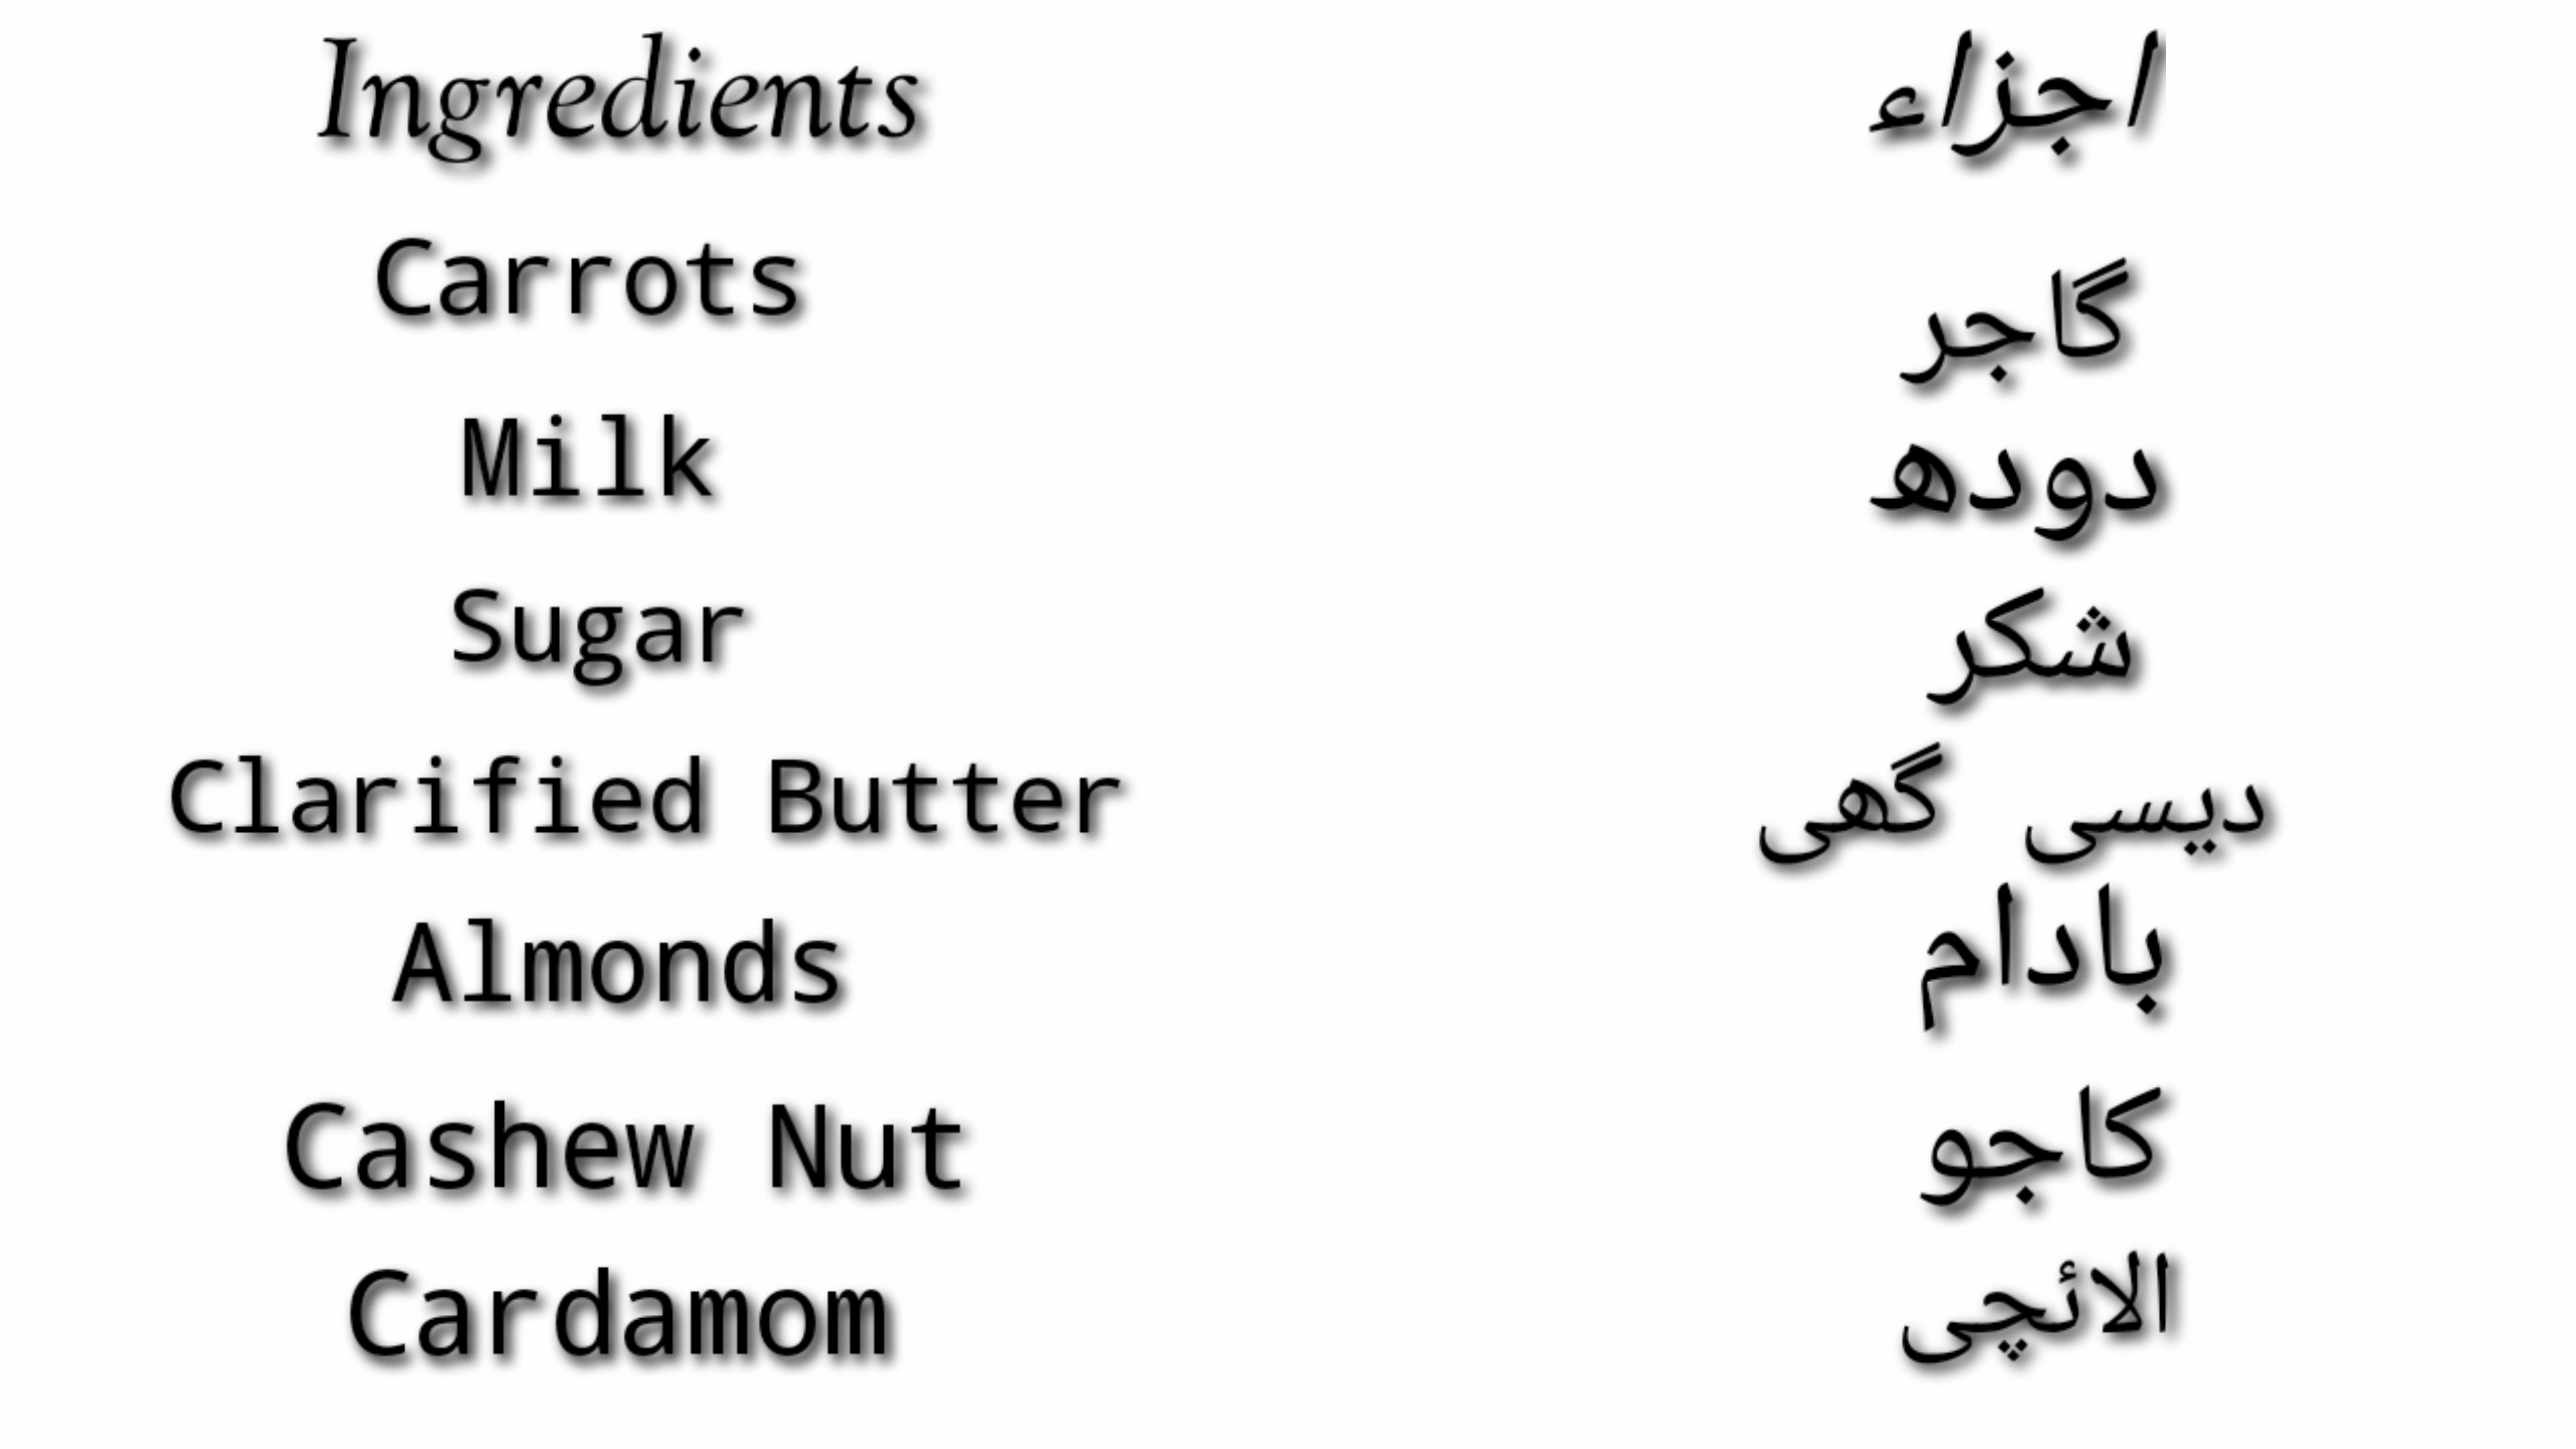 Ingredients اجزاء
Carrots گاجر
Milk دودھ
Sugar شکر
Clarified Butter دیسی گھی
Almonds بادام
Cashew Nut کاجو
Cardamom الائچی